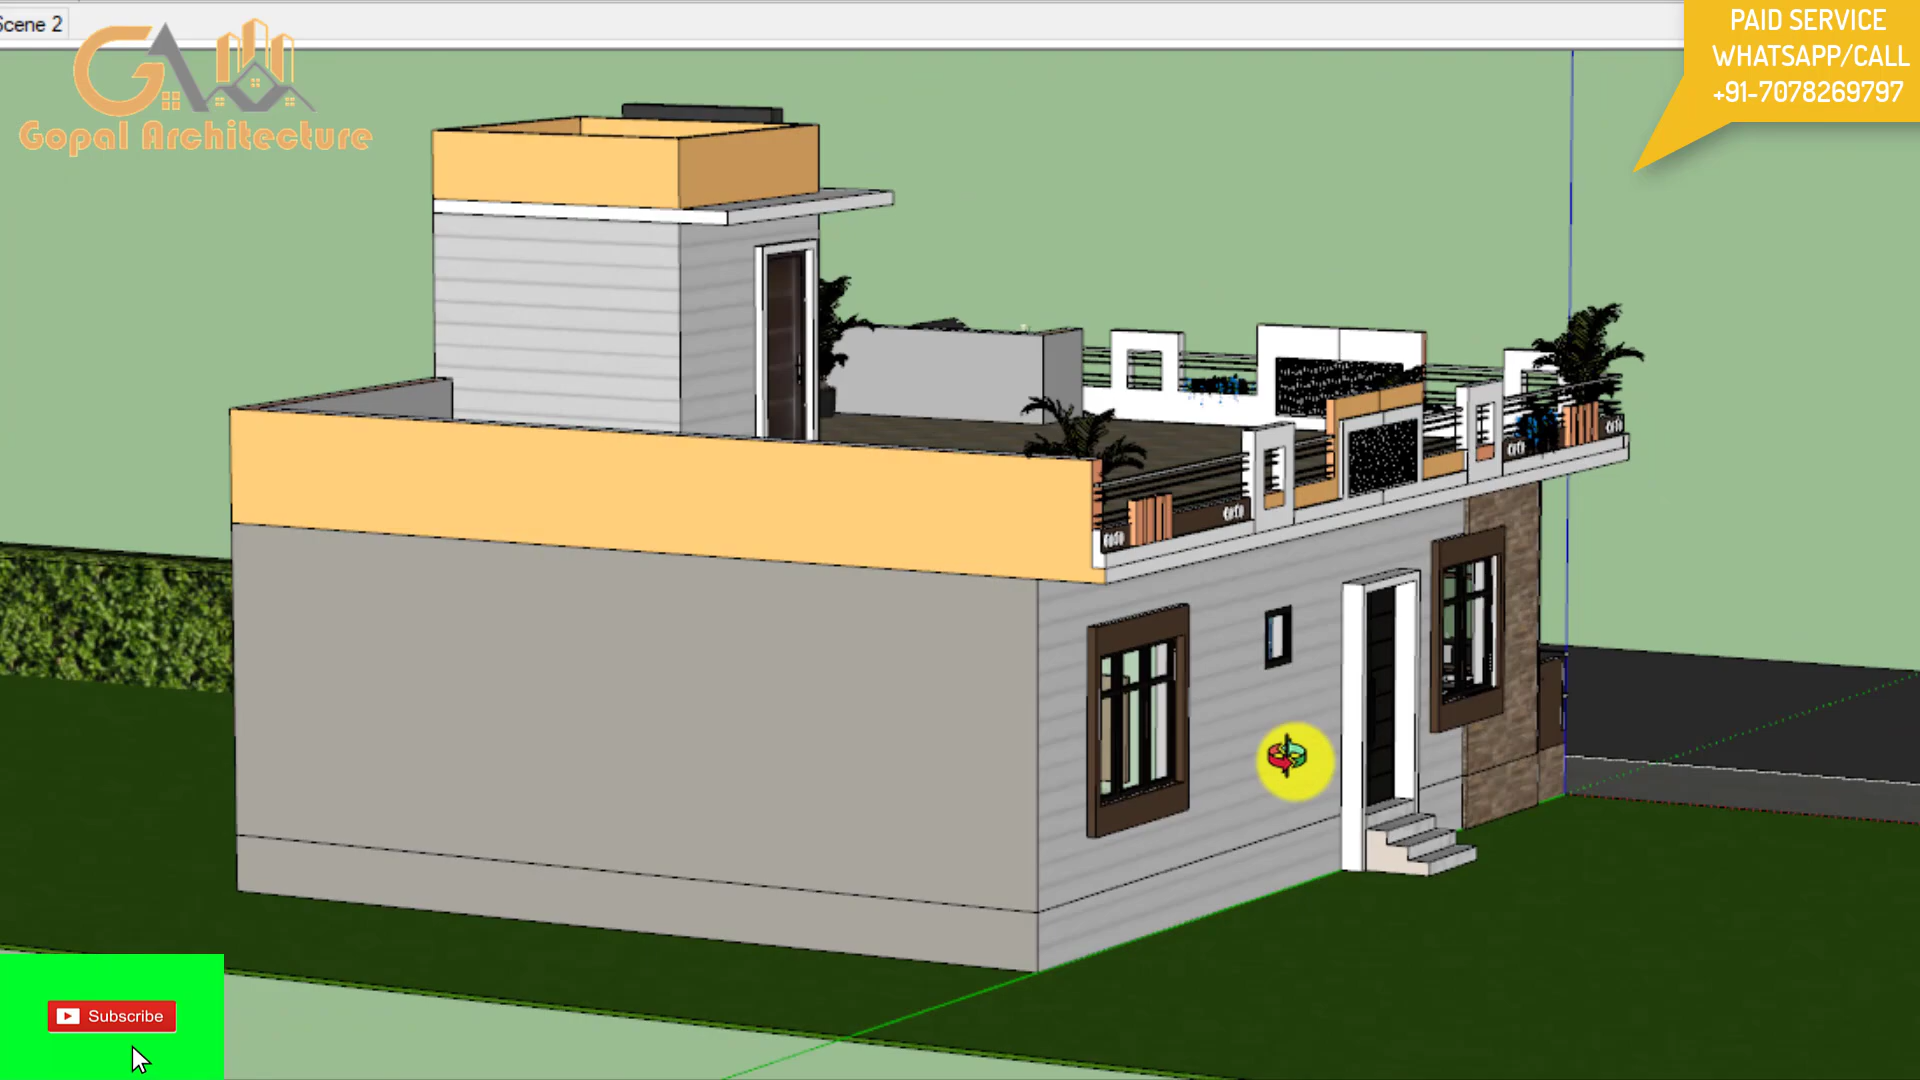 Scene 2
Gopal Architecture
PAID SERVICE
WHATSAPP/CALL
+91-7078269797
Subscribe